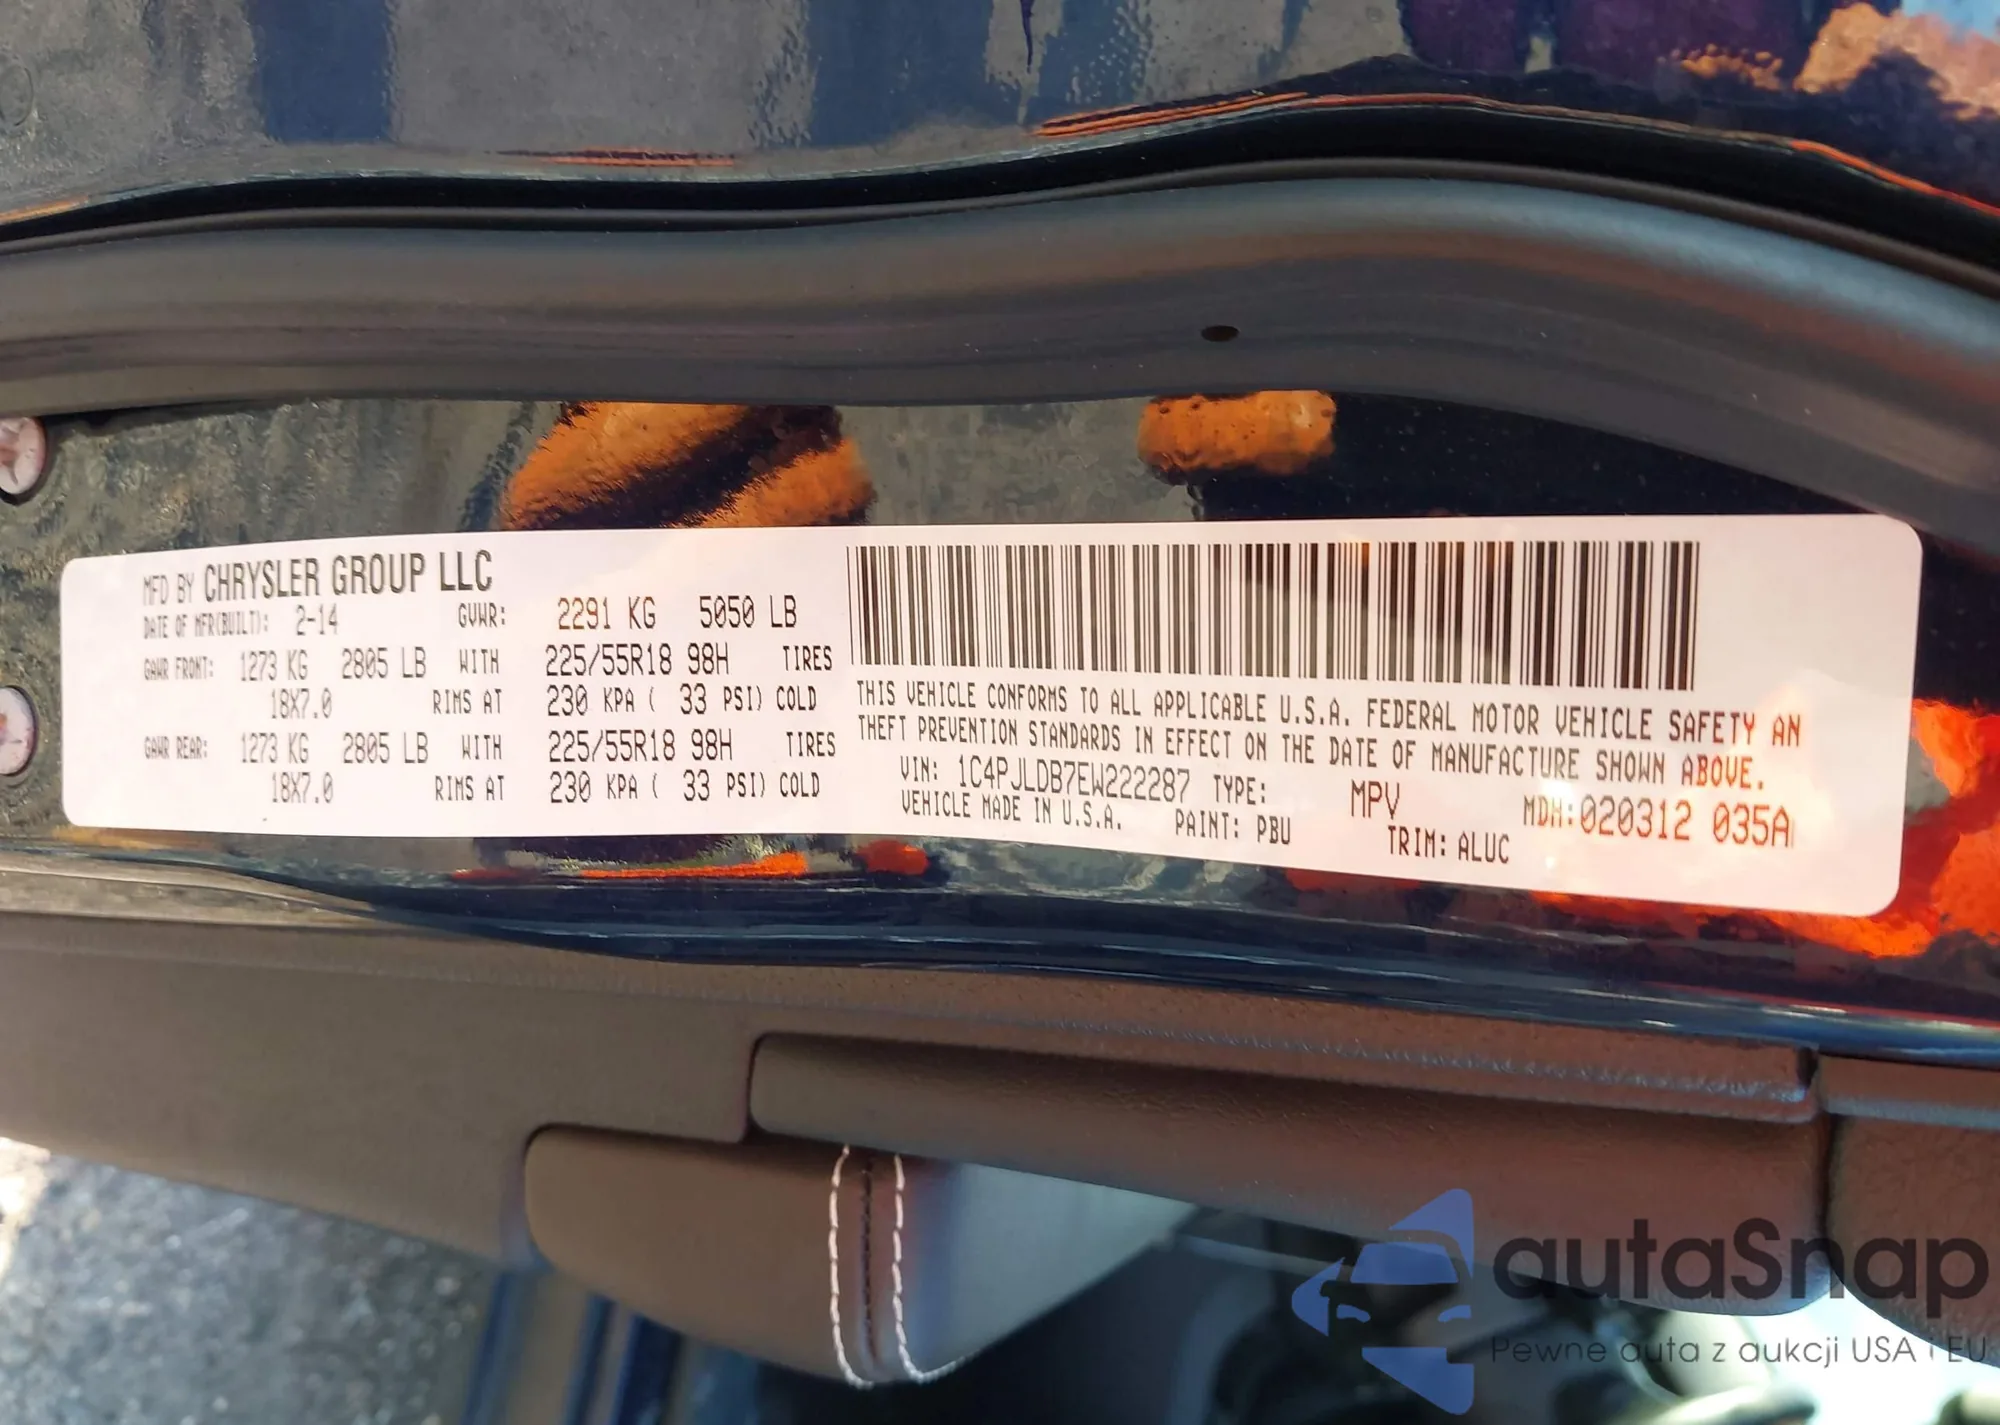 MFD BY CHRYSLER GROUP LLC
DATE OF MFR(BUILT): 2-14 GVWR: 2291 KG 5050 LB
GAWR FRONT: 1273 KG 2805 LB WITH 225/55R18 98H TIRES
18X7.0 RIMS AT 230 KPA ( 33 PSI) COLD
GAWR REAR: 1273 KG 2805 LB WITH 225/55R18 98H TIRES
18X7.0 RIMS AT 230 KPA ( 33 PSI) COLD
THIS VEHICLE CONFORMS TO ALL APPLICABLE U.S.A. FEDERAL MOTOR VEHICLE SAFETY AN
THEFT PREVENTION STANDARDS IN EFFECT ON THE DATE OF MANUFACTURE SHOWN ABOVE.
VIN: 1C4PJLDB7EW222287 TYPE: MPV MDH:020312 035A
VEHICLE MADE IN U.S.A. PAINT: PBU TRIM: ALUC
autaSnap
Pewne auta z aukcji USA i EU